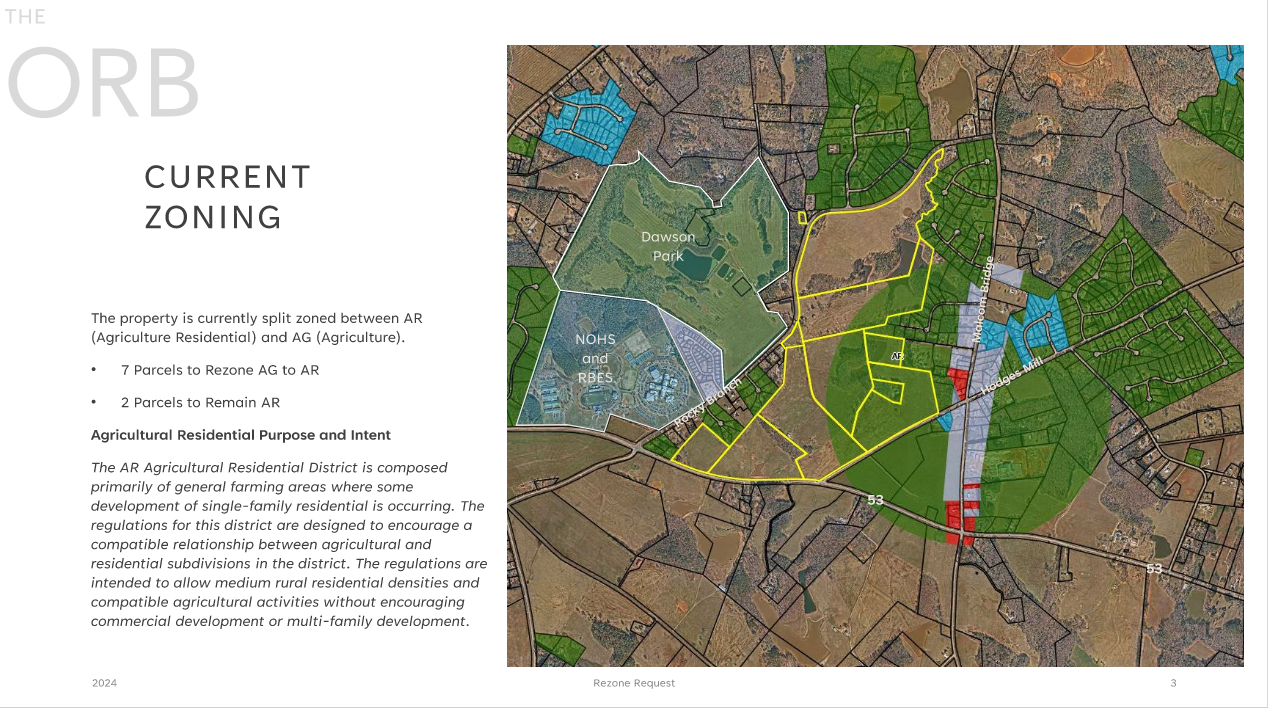 THE
ORB
CURRENT
ZONING
The property is currently split zoned between AR
(Agriculture Residential) and AG (Agriculture).
• 7 Parcels to Rezone AG to AR
• 2 Parcels to Remain AR
Agricultural Residential Purpose and Intent
The AR Agricultural Residential District is composed
primarily of general farming areas where some
development of single-family residential is occurring. The
regulations for this district are designed to encourage a
compatible relationship between agricultural and
residential subdivisions in the district. The regulations are
intended to allow medium rural residential densities and
compatible agricultural activities without encouraging
commercial development or multi-family development.
Dawson
Park
NOHS
and
RBES
Rocky Branch
Malcom Bridge
Hodges Mill
AR
53
53
2024
Rezone Request
3